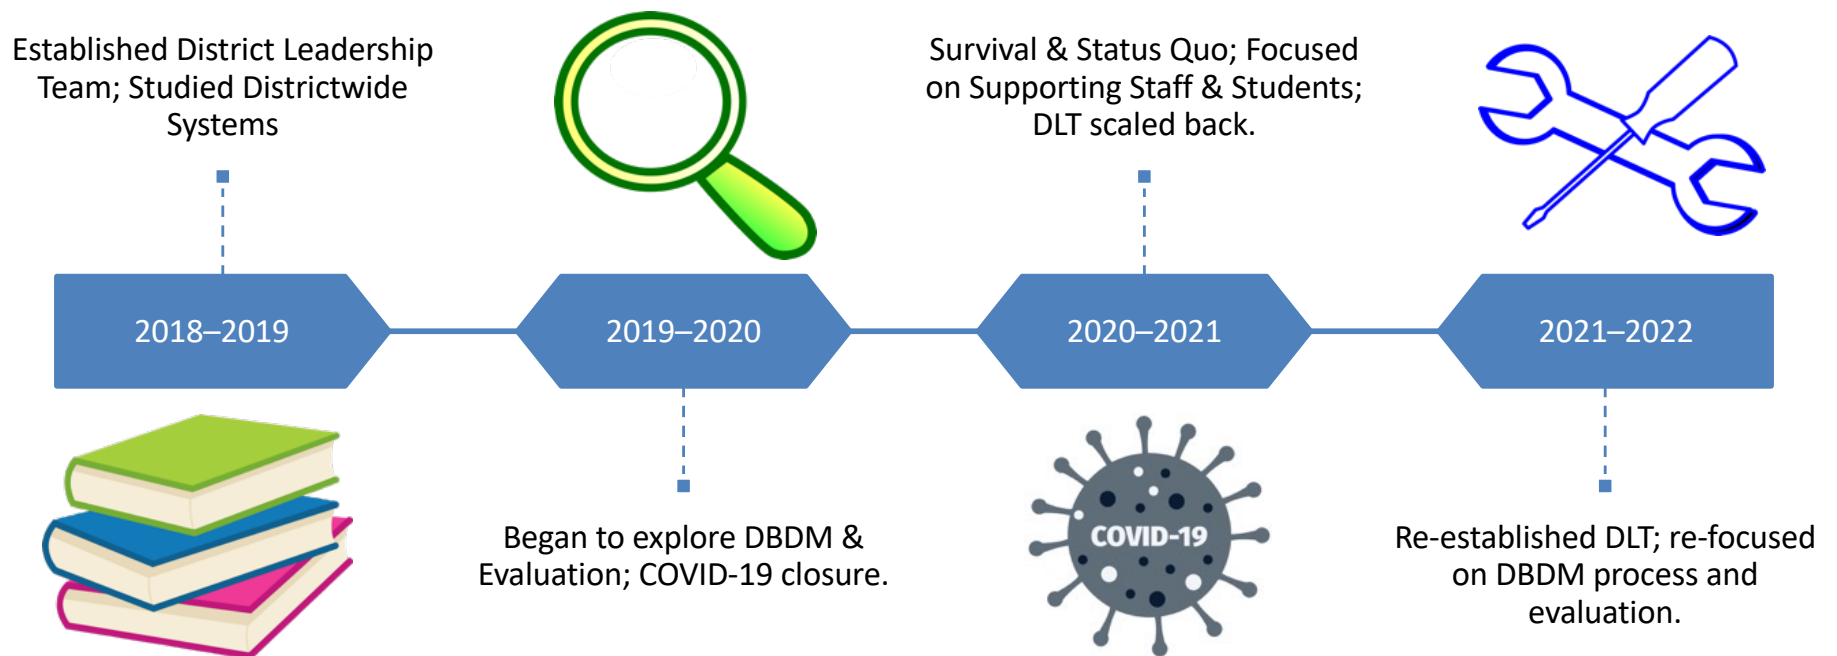 Established District Leadership
Team; Studied Districtwide
Systems
Survival & Status Quo; Focused
on Supporting Staff & Students;
DLT scaled back.
2018–2019
2019–2020
2020–2021
2021–2022
Began to explore DBDM &
Evaluation; COVID-19 closure.
COVID-19
Re-established DLT; re-focused
on DBDM process and
evaluation.